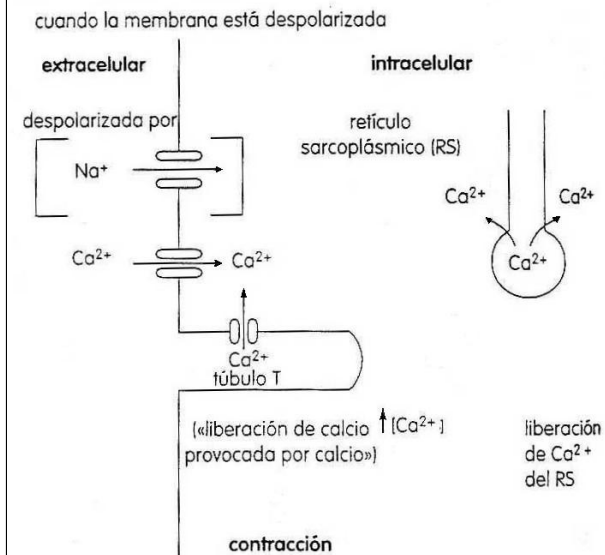 cuando la membrana está despolarizada
extracelular
intracelular
despolarizada por
retículo
sarcoplásmico (RS)
Na⁺
Ca²⁺
Ca²⁺
Ca²⁺
Ca²⁺
Ca²⁺
Ca²⁺
túbulo T
(«liberación de calcio ↑[Ca²⁺]
provocada por calcio»)
liberación
de Ca²⁺
del RS
contracción